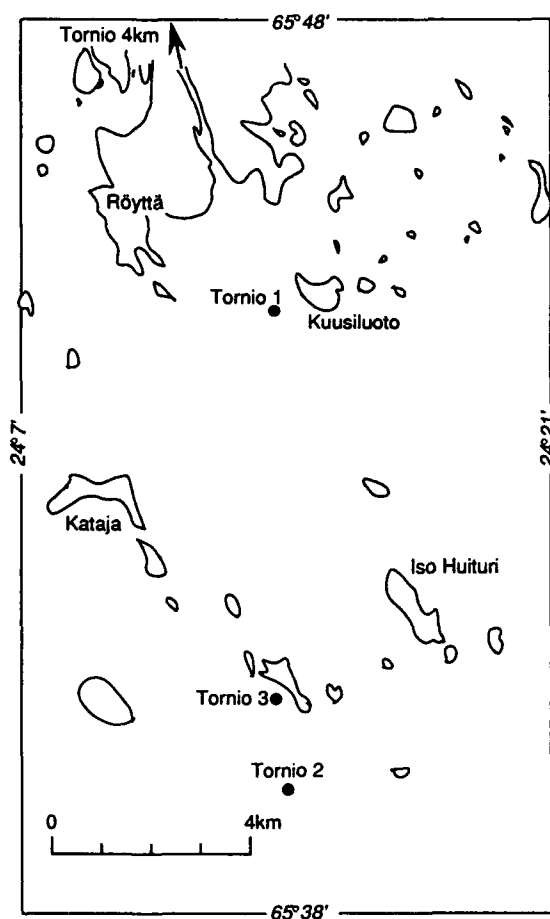 65°48'
Tornio 4km
Röyttä
Tornio 1
Kuusiluoto
24°7'
24°21'
Kataja
Iso Huituri
Tornio 3
Tornio 2
0 4km
65°38'